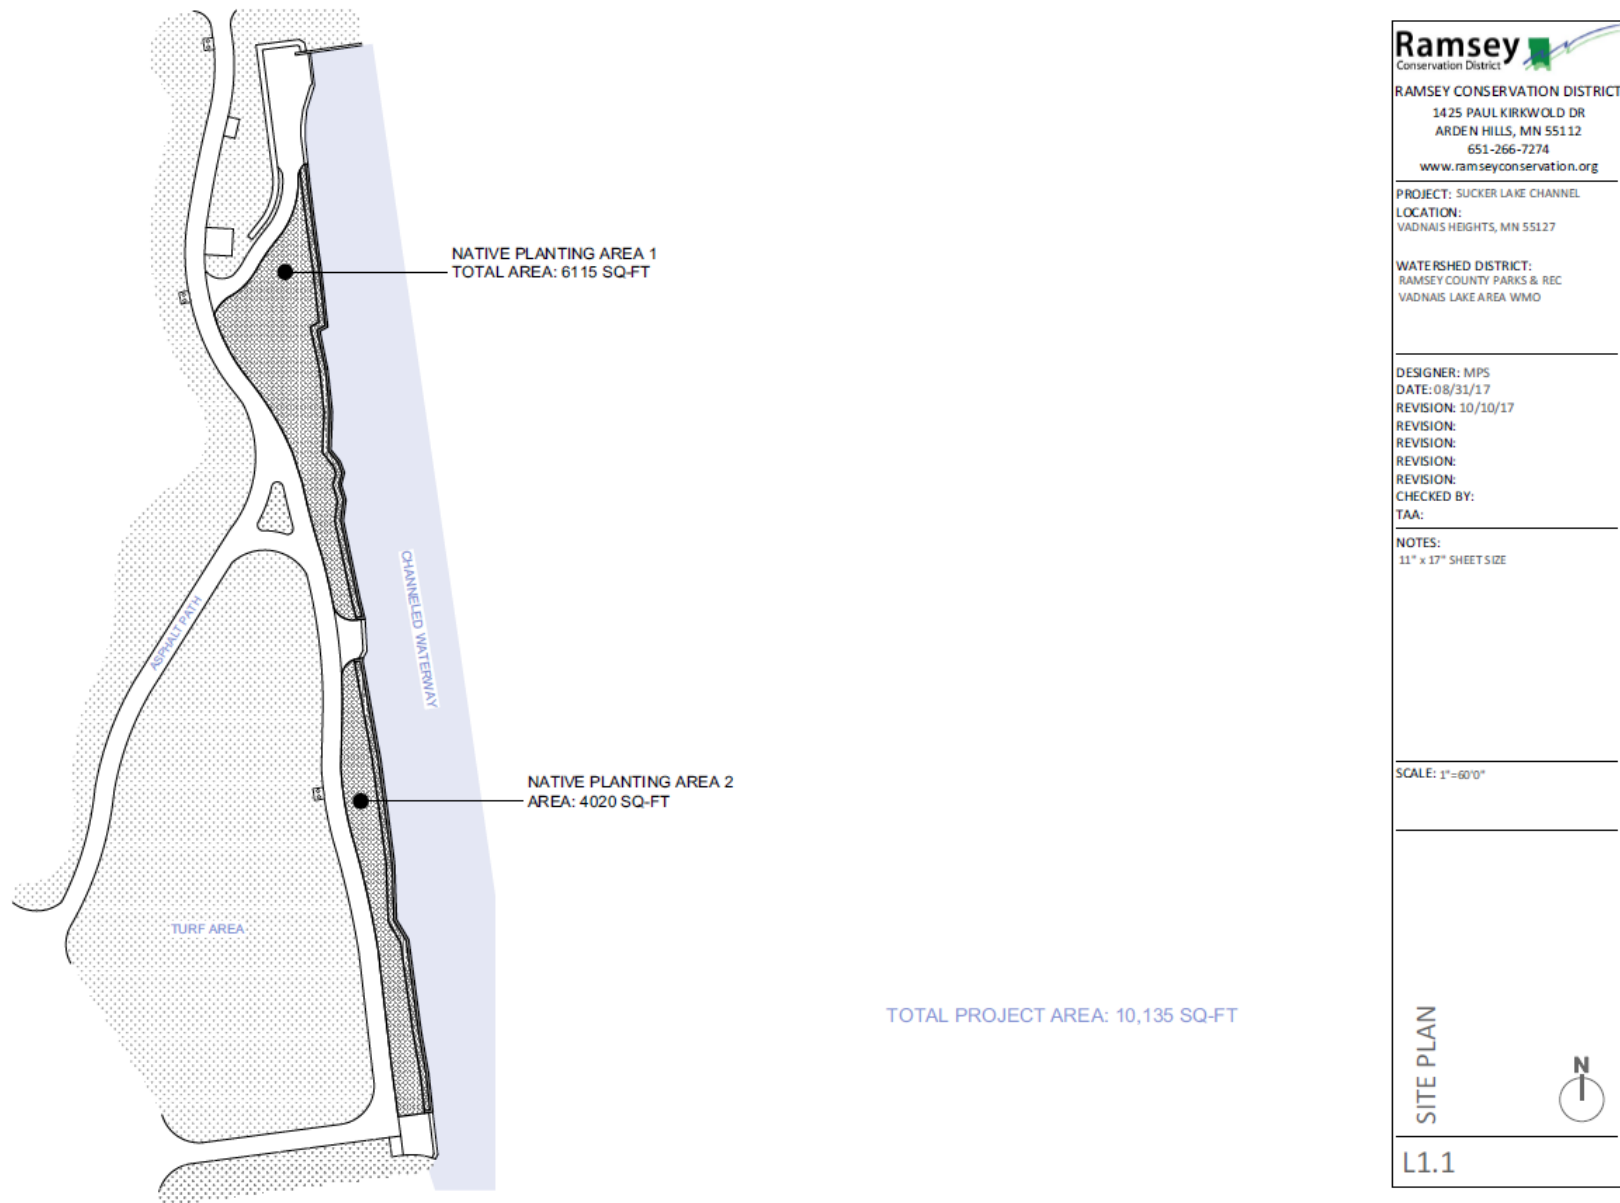 NATIVE PLANTING AREA 1
TOTAL AREA: 6115 SQ-FT
CHANNELED WATERWAY
ASPHALT PATH
NATIVE PLANTING AREA 2
AREA: 4020 SQ-FT
TURF AREA
TOTAL PROJECT AREA: 10,135 SQ-FT
Ramsey
Conservation District
RAMSEY CONSERVATION DISTRICT
1425 PAUL KIRKWOLD DR
ARDEN HILLS, MN 55112
651-266-7274
www.ramseyconservation.org
PROJECT: SUCKER LAKE CHANNEL
LOCATION:
VADNAIS HEIGHTS, MN 55127
WATERSHED DISTRICT:
RAMSEY COUNTY PARKS & REC
VADNAIS LAKE AREA WMO
DESIGNER: MPS
DATE: 08/31/17
REVISION: 10/10/17
REVISION:
REVISION:
REVISION:
REVISION:
CHECKED BY:
TAA:
NOTES:
11" x 17" SHEET SIZE
SCALE: 1"=60'0"
SITE PLAN
N
L1.1